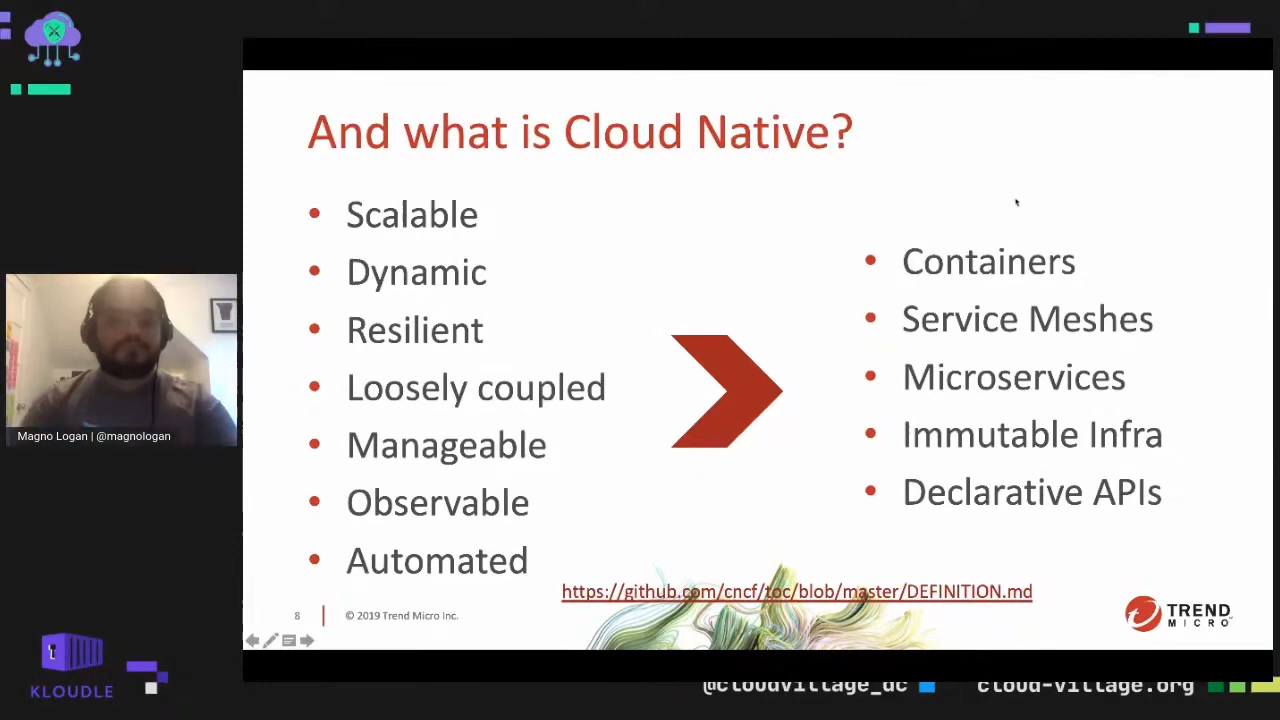 And what is Cloud Native?
• Scalable
• Dynamic
• Resilient
• Loosely coupled
• Manageable
• Observable
• Automated
• Containers
• Service Meshes
• Microservices
• Immutable Infra
• Declarative APIs
https://github.com/cncf/toc/blob/master/DEFINITION.md
8
© 2019 Trend Micro Inc.
TREND
MICRO
Magno Logan | @magnologan
KLOUDLE
@cloudvillage_dc
cloud-village.org